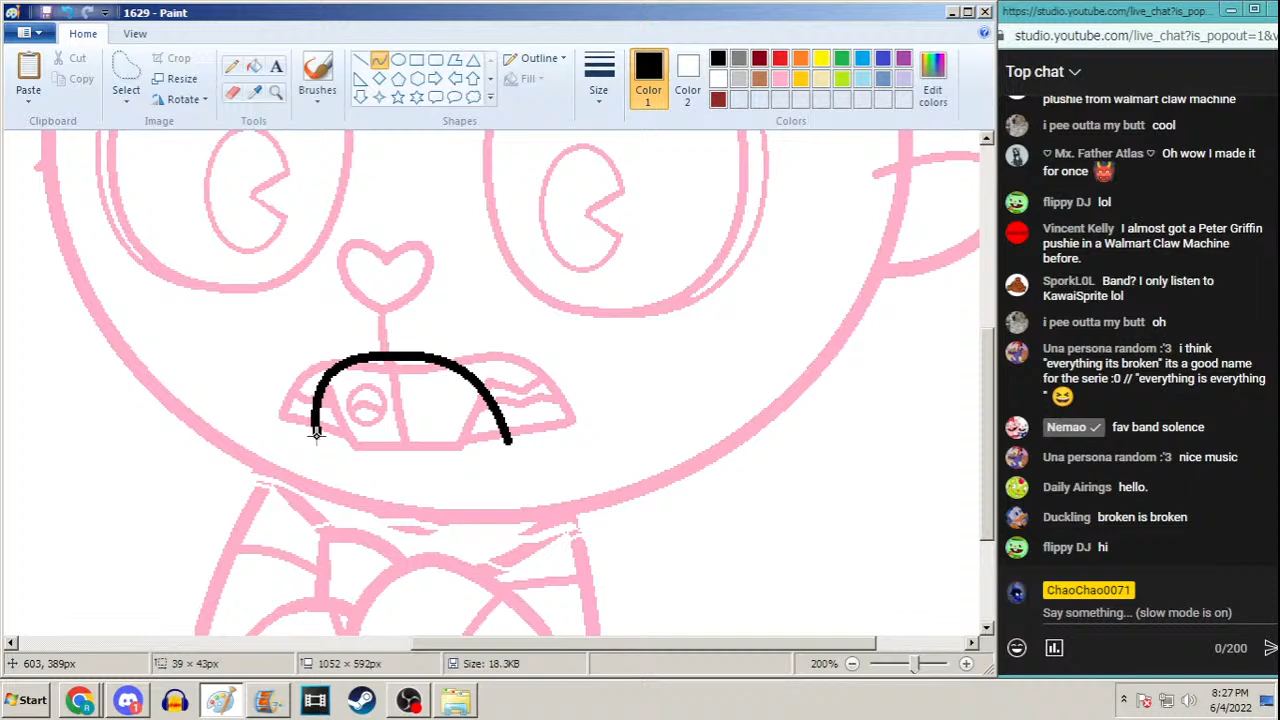 1629 - Paint
Home
View
Paste
Cut
Copy
Clipboard
Select
Crop
Resize
Rotate
Image
Tools
Brushes
Shapes
Outline
Fill
Size
Color
1
Color
2
Edit
colors
Colors
603, 389px
39 × 43px
1052 × 592px
Size: 18.3KB
200%
Start
https://studio.youtube.com/live_chat?is_pop...
studio.youtube.com/live_chat?is_popout=1&v
Top chat
plushie from walmart claw machine
i pee outta my butt cool
♡ Mx. Father Atlas ♡ Oh wow I made it
for once
flippy DJ lol
Vincent Kelly I almost got a Peter Griffin
pushie in a Walmart Claw Machine
before.
SporkL0L Band? I only listen to
KawaiSprite lol
i pee outta my butt oh
Una persona random :'3 i think
"everything its broken" its a good name
for the serie :0 // "everything is everything
"
Nemao ✓ fav band solence
Una persona random :'3 nice music
Daily Airings hello.
Duckling broken is broken
flippy DJ hi
ChaoChao0071
Say something... (slow mode is on)
0/200
8:27 PM
6/4/2022